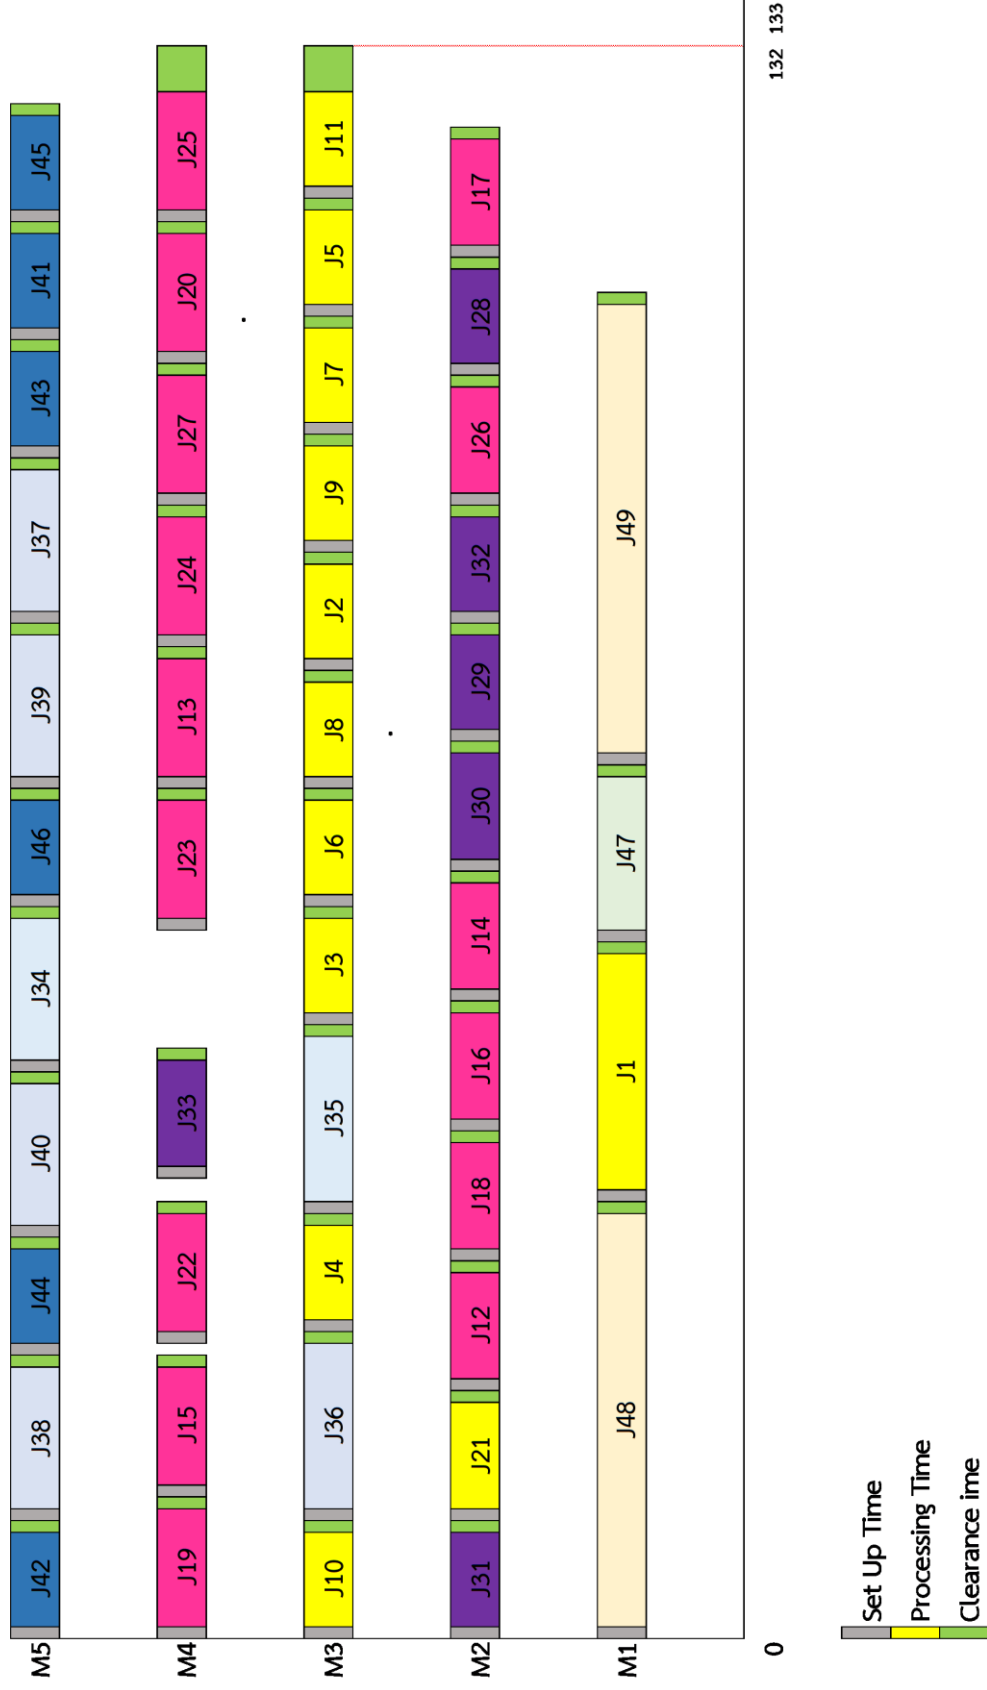 M5 J42 J38 J44 J40 J34 J46 J39 J37 J43 J41 J45
M4 J19 J15 J22 J33 J23 J13 J24 J27 J20 J25
M3 J10 J36 J4 J35 J3 J6 J8 J2 J9 J7 J5 J11
M2 J31 J21 J12 J18 J16 J14 J30 J29 J32 J26 J28 J17
M1 J48 J1 J47 J49
0 132 133
Set Up Time
Processing Time
Clearance ime